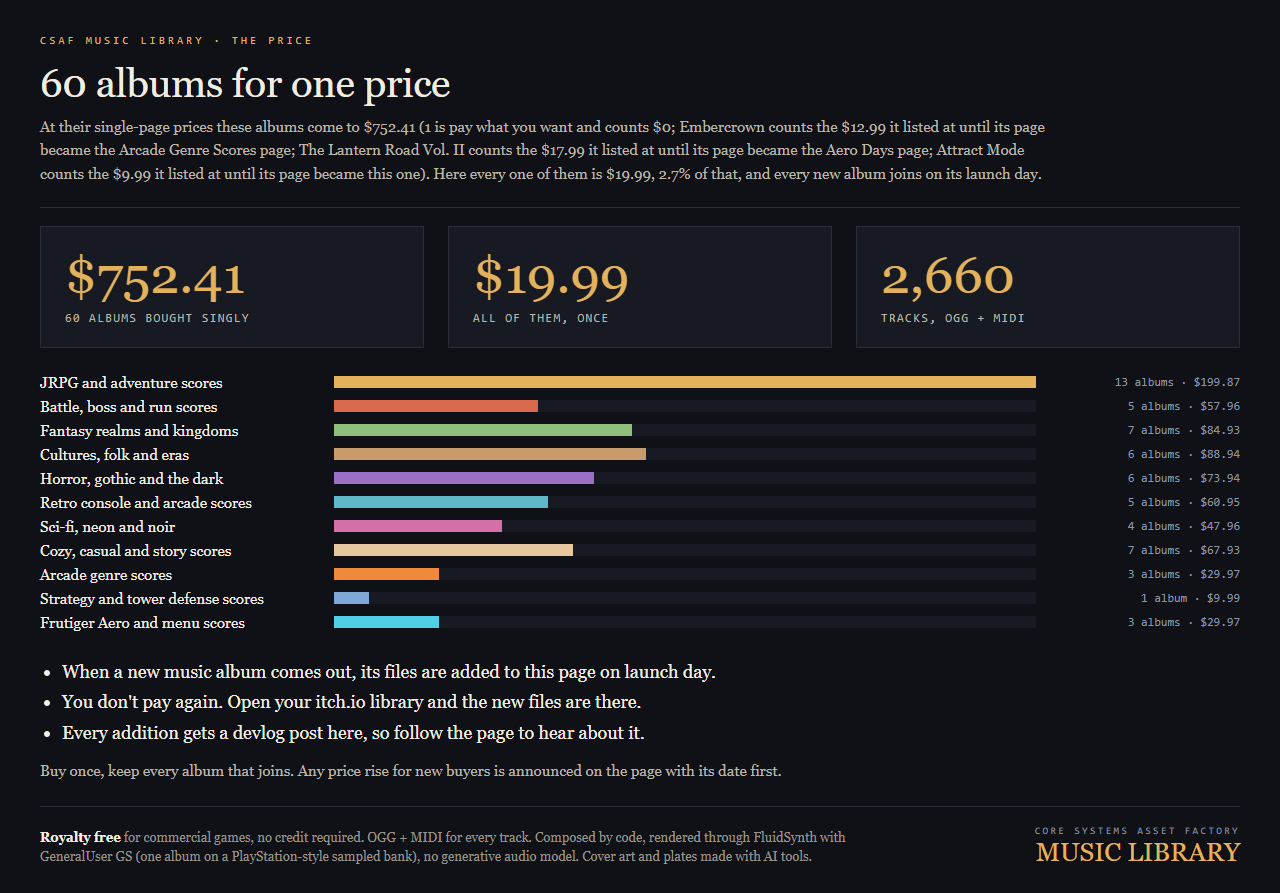 CSAF MUSIC LIBRARY · THE PRICE
60 albums for one price
At their single-page prices these albums come to $752.41 (1 is pay what you want and counts $0; Embercrown counts the $12.99 it listed at until its page
became the Arcade Genre Scores page; The Lantern Road Vol. II counts the $17.99 it listed at until its page became the Aero Days page; Attract Mode
counts the $9.99 it listed at until its page became this one). Here every one of them is $19.99, 2.7% of that, and every new album joins on its launch day.
$752.41
60 ALBUMS BOUGHT SINGLY
$19.99
ALL OF THEM, ONCE
2,660
TRACKS, OGG + MIDI
JRPG and adventure scores 13 albums · $199.87
Battle, boss and run scores 5 albums · $57.96
Fantasy realms and kingdoms 7 albums · $84.93
Cultures, folk and eras 6 albums · $88.94
Horror, gothic and the dark 6 albums · $73.94
Retro console and arcade scores 5 albums · $60.95
Sci-fi, neon and noir 4 albums · $47.96
Cozy, casual and story scores 7 albums · $67.93
Arcade genre scores 3 albums · $29.97
Strategy and tower defense scores 1 album · $9.99
Frutiger Aero and menu scores 3 albums · $29.97
• When a new music album comes out, its files are added to this page on launch day.
• You don't pay again. Open your itch.io library and the new files are there.
• Every addition gets a devlog post here, so follow the page to hear about it.
Buy once, keep every album that joins. Any price rise for new buyers is announced on the page with its date first.
Royalty free for commercial games, no credit required. OGG + MIDI for every track. Composed by code, rendered through FluidSynth with
GeneralUser GS (one album on a PlayStation-style sampled bank), no generative audio model. Cover art and plates made with AI tools.
CORE SYSTEMS ASSET FACTORY
MUSIC LIBRARY